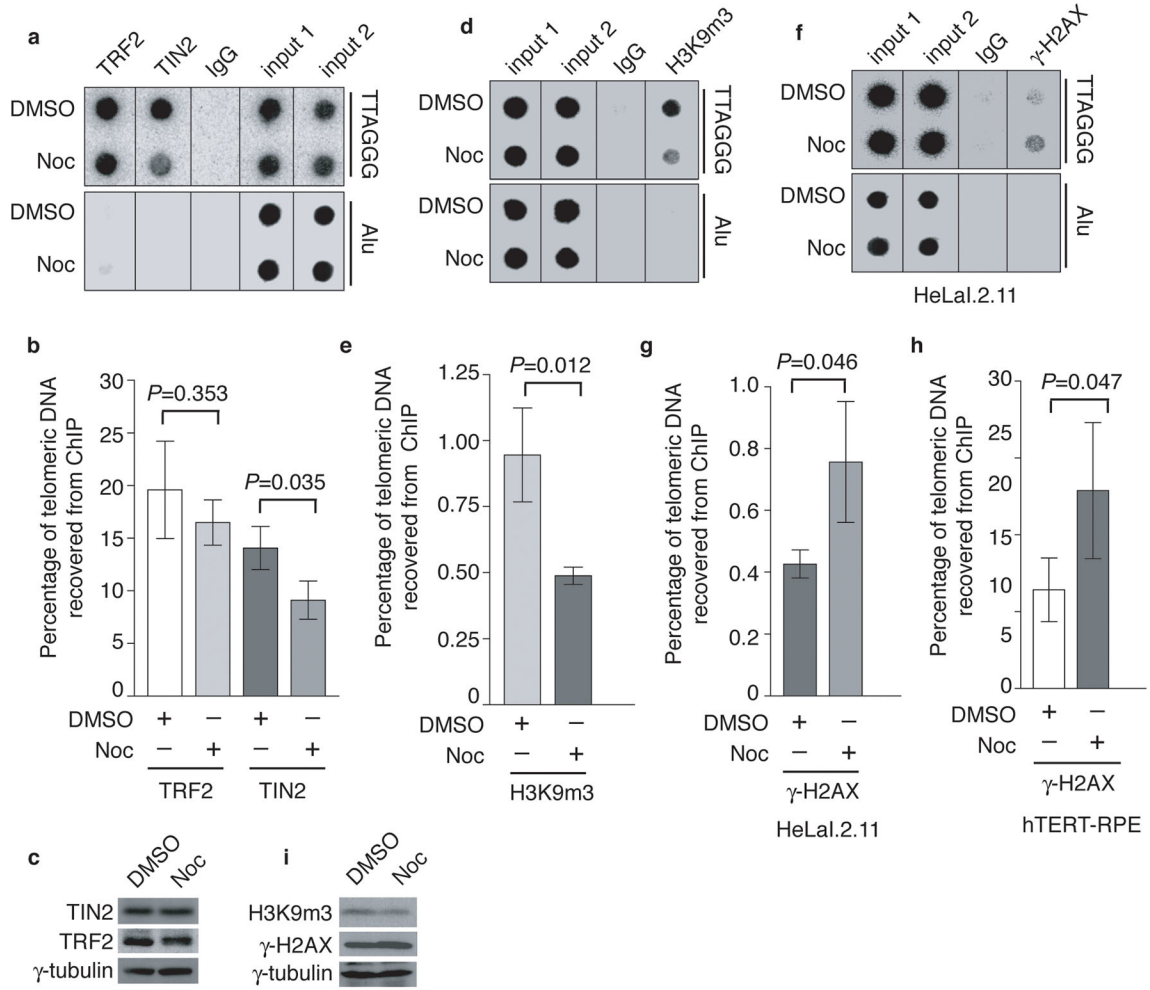 a
TRF2 TIN2 IgG input 1 input 2
DMSO
Noc
TTAGGG
DMSO
Noc
Alu
d
input 1 input 2 IgG H3K9m3
DMSO
Noc
TTAGGG
DMSO
Noc
Alu
f
input 1 input 2 IgG γ-H2AX
DMSO
Noc
TTAGGG
DMSO
Noc
Alu
HeLaI.2.11
b
Percentage of telomeric DNA
recovered from ChIP
30
25
20
15
10
5
0
P=0.353
P=0.035
DMSO + – + –
Noc – + – +
TRF2 TIN2
e
Percentage of telomeric DNA
recovered from ChIP
1.25
1.00
0.75
0.50
0.25
0
P=0.012
DMSO + –
Noc – +
H3K9m3
g
Percentage of telomeric DNA
recovered from ChIP
1.0
0.8
0.6
0.4
0.2
0
P=0.046
DMSO + –
Noc – +
γ-H2AX
HeLaI.2.11
h
Percentage of telomeric DNA
recovered from ChIP
30
25
20
15
10
5
0
P=0.047
DMSO + –
Noc – +
γ-H2AX
hTERT-RPE
c
DMSO Noc
TIN2
TRF2
γ-tubulin
i
DMSO Noc
H3K9m3
γ-H2AX
γ-tubulin